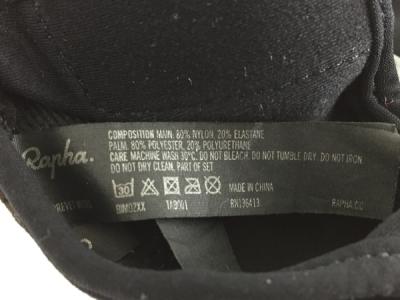 Rapha.
COMPOSITION MAIN. 80% NYLON, 20% ELASTANE
PALM. 80% POLYESTER, 20% POLYURETHANE
CARE MACHINE WASH 30°C. DO NOT BLEACH. DO NOT TUMBLE DRY. DO NOT IRON
DO NOT DRY CLEAN. PART OF SET
30 MADE IN CHINA
RN136413 RAPHA.CC